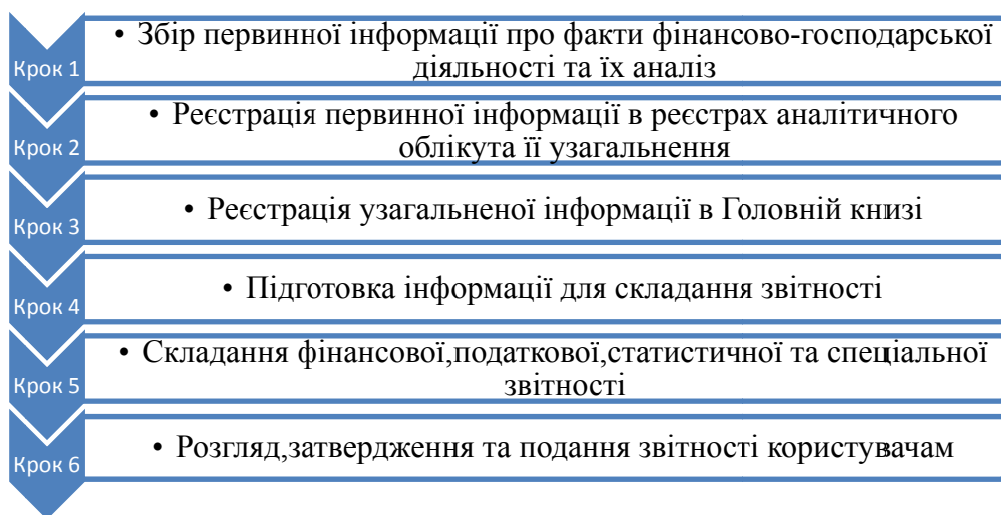 Крок 1
• Збір первинної інформації про факти фінансово-господарської
діяльності та їх аналіз
Крок 2
• Реєстрація первинної інформації в реєстрах аналітичного
облікута її узагальнення
Крок 3
• Реєстрація узагальненої інформації в Головній книзі
Крок 4
• Підготовка інформації для складання звітності
Крок 5
• Складання фінансової,податкової,статистичної та спеціальної
звітності
Крок 6
• Розгляд,затвердження та подання звітності користувачам